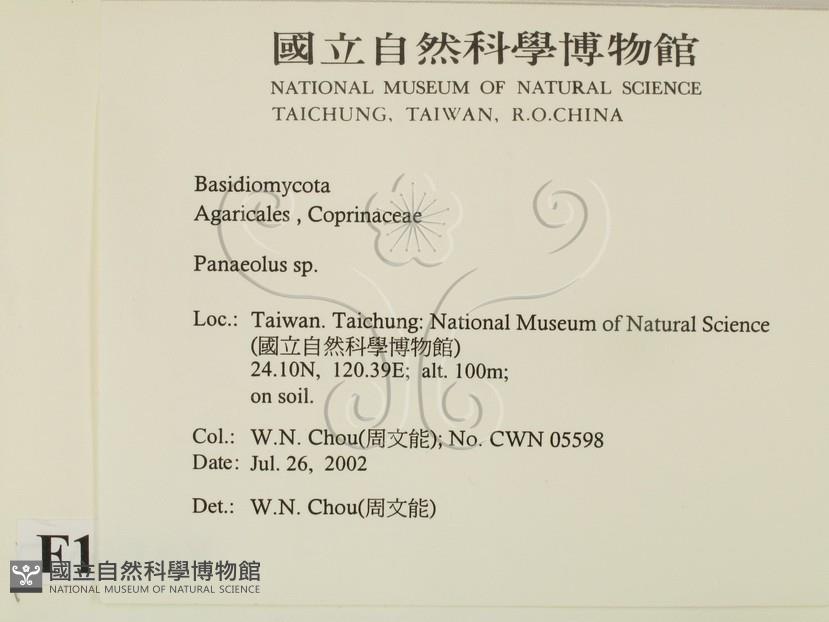 國立自然科學博物館
NATIONAL MUSEUM OF NATURAL SCIENCE
TAICHUNG, TAIWAN, R.O.CHINA
Basidiomycota
Agaricales , Coprinaceae
Panaeolus sp.
Loc.: Taiwan. Taichung: National Museum of Natural Science
(國立自然科學博物館)
24.10N, 120.39E; alt. 100m;
on soil.
Col.: W.N. Chou(周文能); No. CWN 05598
Date: Jul. 26, 2002
Det.: W.N. Chou(周文能)
國立自然科學博物館
NATIONAL MUSEUM OF NATURAL SCIENCE